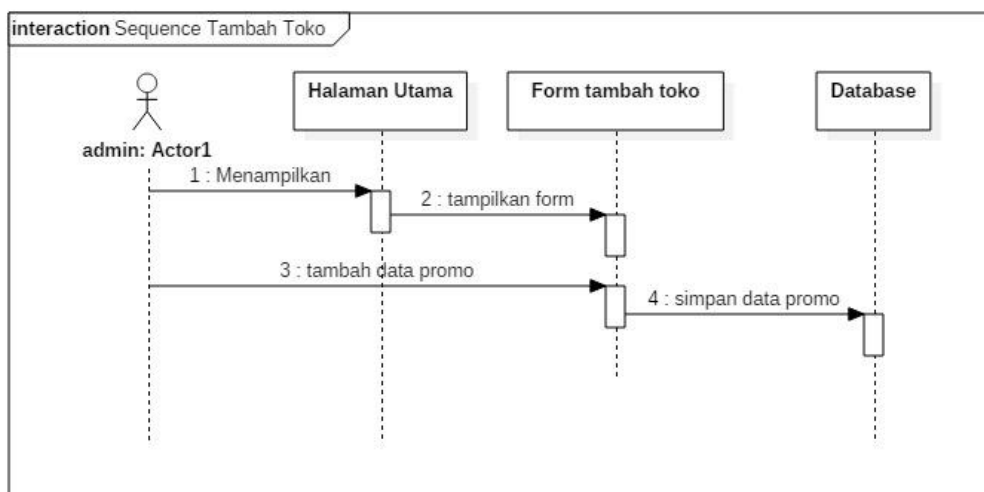 interaction Sequence Tambah Toko
Halaman Utama
Form tambah toko
Database
admin: Actor1
1 : Menampilkan
2 : tampilkan form
3 : tambah data promo
4 : simpan data promo